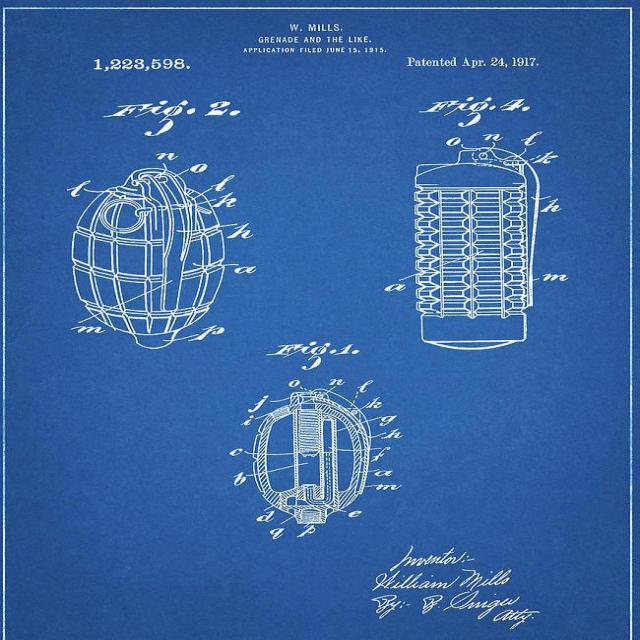 W. MILLS.
GRENADE AND THE LIKE.
APPLICATION FILED JUNE 15, 1915.
1,223,598.
Patented Apr. 24, 1917.
Fig. 2.
Fig. 4.
n
o
l
l
k
h
a
m
p
o
n
l
k
h
a
m
Fig. 1.
o
n
l
j
k
i
g
h
c
f
b
a
m
d
e
q
p
Inventor:-
William Mills
By:- B. Singer
Atty.